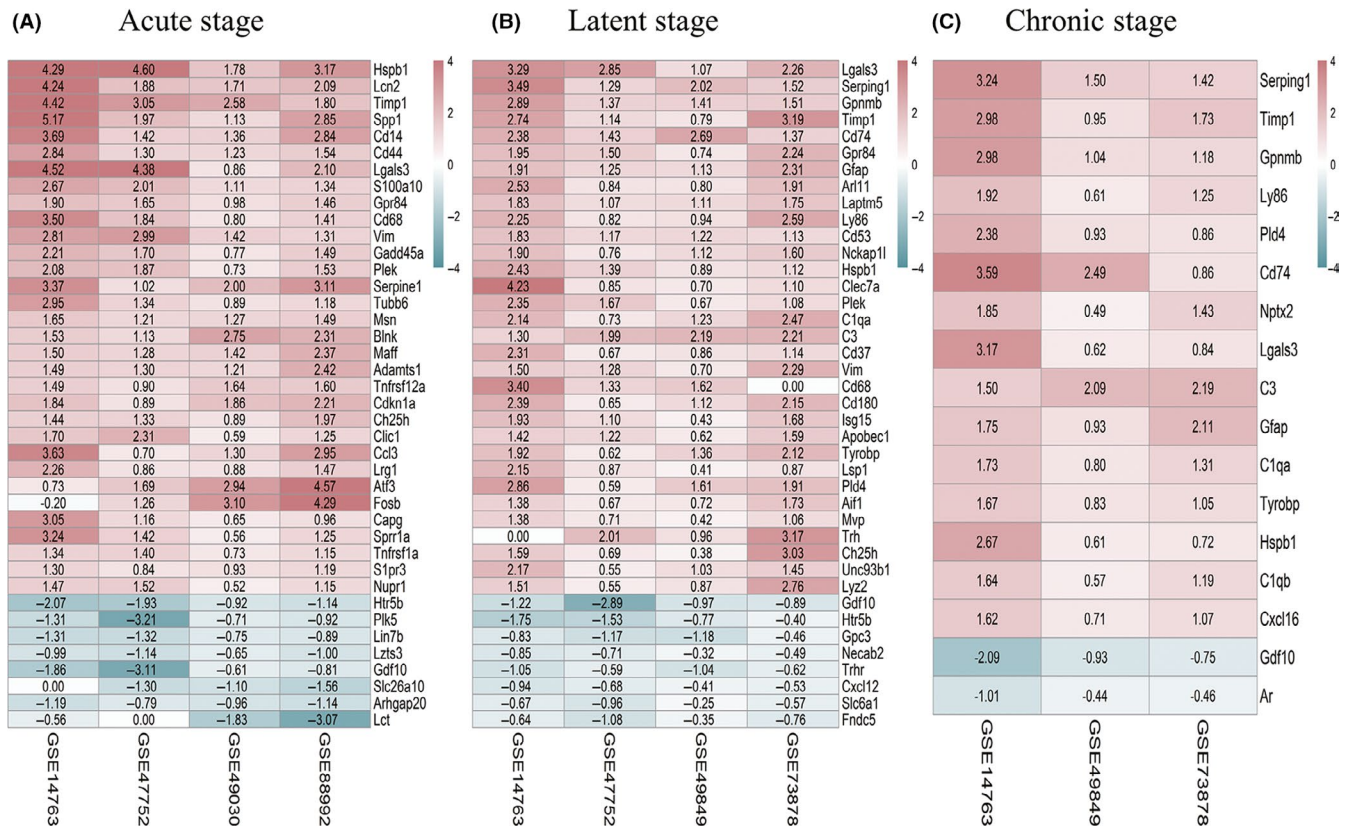 (A) Acute stage
4.29 4.60 1.78 3.17 Hspb1
4.24 1.88 1.71 2.09 Lcn2
4.42 3.05 2.58 1.80 Timp1
5.17 1.97 1.13 2.85 Spp1
3.69 1.42 1.36 2.84 Cd14
2.84 1.30 1.23 1.54 Cd44
4.52 4.38 0.86 2.10 Lgals3
2.67 2.01 1.11 1.34 S100a10
1.90 1.65 0.98 1.46 Gpr84
3.50 1.84 0.80 1.41 Cd68
2.81 2.99 1.42 1.31 Vim
2.21 1.70 0.77 1.49 Gadd45a
2.08 1.87 0.73 1.53 Plek
3.37 1.02 2.00 3.11 Serpine1
2.95 1.34 0.89 1.18 Tubb6
1.65 1.21 1.27 1.49 Msn
1.53 1.13 2.75 2.31 Blnk
1.50 1.28 1.42 2.37 Maff
1.49 1.30 1.21 2.42 Adamts1
1.49 0.90 1.64 1.60 Tnfrsf12a
1.84 0.89 1.86 2.21 Cdkn1a
1.44 1.33 0.89 1.97 Ch25h
1.70 2.31 0.59 1.25 Clic1
3.63 0.70 1.30 2.95 Ccl3
2.26 0.86 0.88 1.47 Lrg1
0.73 1.69 2.94 4.57 Atf3
-0.20 1.26 3.10 4.29 Fosb
3.05 1.16 0.65 0.96 Capg
3.24 1.42 0.56 1.25 Sprr1a
1.34 1.40 0.73 1.15 Tnfrsf1a
1.30 0.84 0.93 1.19 S1pr3
1.47 1.52 0.52 1.15 Nupr1
−2.07 −1.93 −0.92 −1.14 Htr5b
−1.31 −3.21 −0.71 −0.92 Plk5
−1.31 −1.32 −0.75 −0.89 Lin7b
−0.99 −1.14 −0.65 −1.00 Lzts3
−1.86 −3.11 −0.61 −0.81 Gdf10
0.00 −1.30 −1.10 −1.56 Slc26a10
−1.19 −0.79 −0.96 −1.14 Arhgap20
−0.56 0.00 −1.83 −3.07 Lct
GSE14763 GSE47752 GSE49030 GSE88992
4
2
0
−2
−4
(B) Latent stage
3.29 2.85 1.07 2.26 Lgals3
3.49 1.29 2.02 1.52 Serping1
2.89 1.37 1.41 1.51 Gpnmb
2.74 1.14 0.79 3.19 Timp1
2.38 1.43 2.69 1.37 Cd74
1.95 1.50 0.74 2.24 Gpr84
1.91 1.25 1.13 2.31 Gfap
2.53 0.84 0.80 1.91 Arl11
1.83 1.07 1.11 1.75 Laptm5
2.25 0.82 0.94 2.59 Ly86
1.83 1.17 1.22 1.13 Cd53
1.90 0.76 1.12 1.60 Nckap1l
2.43 1.39 0.89 1.12 Hspb1
4.23 0.85 0.70 1.10 Clec7a
2.35 1.67 0.67 1.08 Plek
2.14 0.73 1.23 2.47 C1qa
1.30 1.99 2.19 2.21 C3
2.31 0.67 0.86 1.14 Cd37
1.50 1.28 0.70 2.29 Vim
3.40 1.33 1.62 0.00 Cd68
2.39 0.65 1.12 2.15 Cd180
1.93 1.10 0.43 1.68 Isg15
1.42 1.22 0.62 1.59 Apobec1
1.92 0.62 1.36 2.12 Tyrobp
2.15 0.87 0.41 0.87 Lsp1
2.86 0.59 1.61 1.91 Pld4
1.38 0.67 0.72 1.73 Aif1
1.38 0.71 0.42 1.06 Mvp
0.00 2.01 0.96 3.17 Trh
1.59 0.69 0.38 3.03 Ch25h
2.17 0.55 1.03 1.45 Unc93b1
1.51 0.55 0.87 2.76 Lyz2
−1.22 −2.89 −0.97 −0.89 Gdf10
−1.75 −1.53 −0.77 −0.40 Htr5b
−0.83 −1.17 −1.18 −0.46 Gpc3
−0.85 −0.71 −0.32 −0.49 Necab2
−1.05 −0.59 −1.04 −0.62 Trhr
−0.94 −0.68 −0.41 −0.53 Cxcl12
−0.67 −0.96 −0.25 −0.57 Slc6a1
−0.64 −1.08 −0.35 −0.76 Fndc5
GSE14763 GSE47752 GSE49849 GSE73878
4
2
0
−2
−4
(C) Chronic stage
3.24 1.50 1.42 Serping1
2.98 0.95 1.73 Timp1
2.98 1.04 1.18 Gpnmb
1.92 0.61 1.25 Ly86
2.38 0.93 0.86 Pld4
3.59 2.49 0.86 Cd74
1.85 0.49 1.43 Nptx2
3.17 0.62 0.84 Lgals3
1.50 2.09 2.19 C3
1.75 0.93 2.11 Gfap
1.73 0.80 1.31 C1qa
1.67 0.83 1.05 Tyrobp
2.67 0.61 0.72 Hspb1
1.64 0.57 1.19 C1qb
1.62 0.71 1.07 Cxcl16
-2.09 -0.93 -0.75 Gdf10
-1.01 -0.44 -0.46 Ar
GSE14763 GSE49849 GSE73878
4
2
0
−2
−4